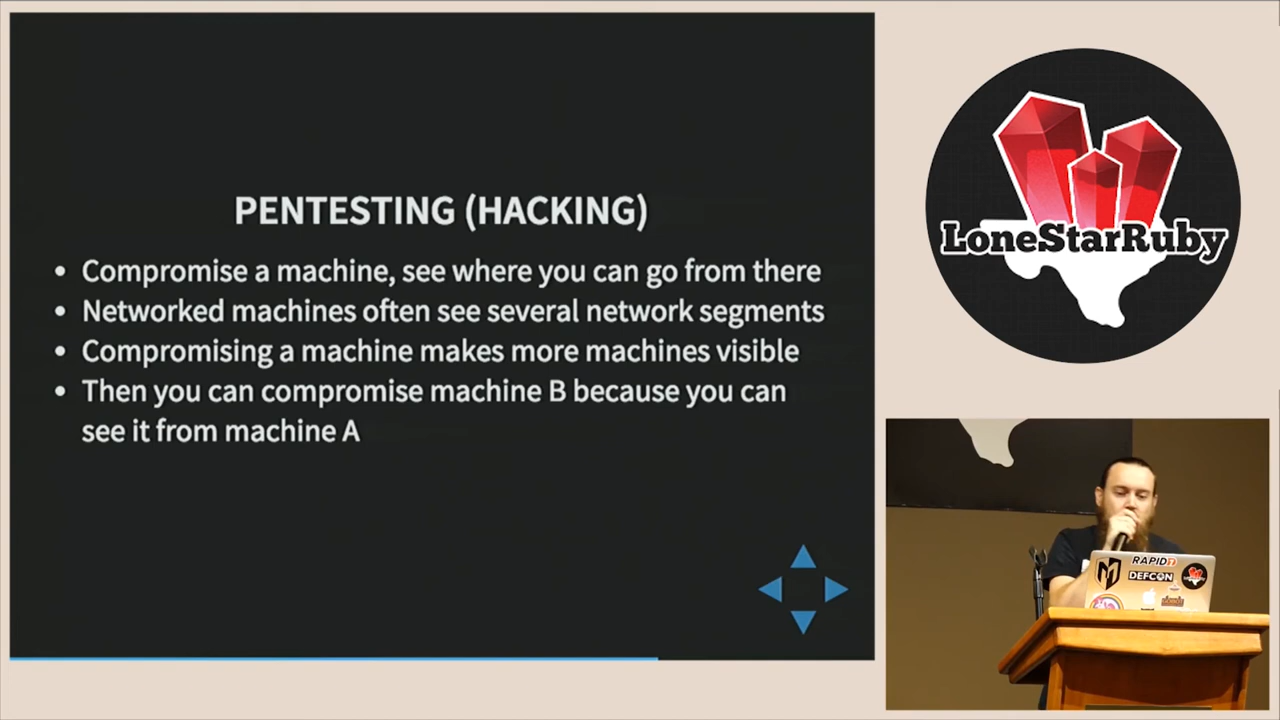 PENTESTING (HACKING)
• Compromise a machine, see where you can go from there
• Networked machines often see several network segments
• Compromising a machine makes more machines visible
• Then you can compromise machine B because you can
see it from machine A
LoneStarRuby
RAPID7
DEFCON